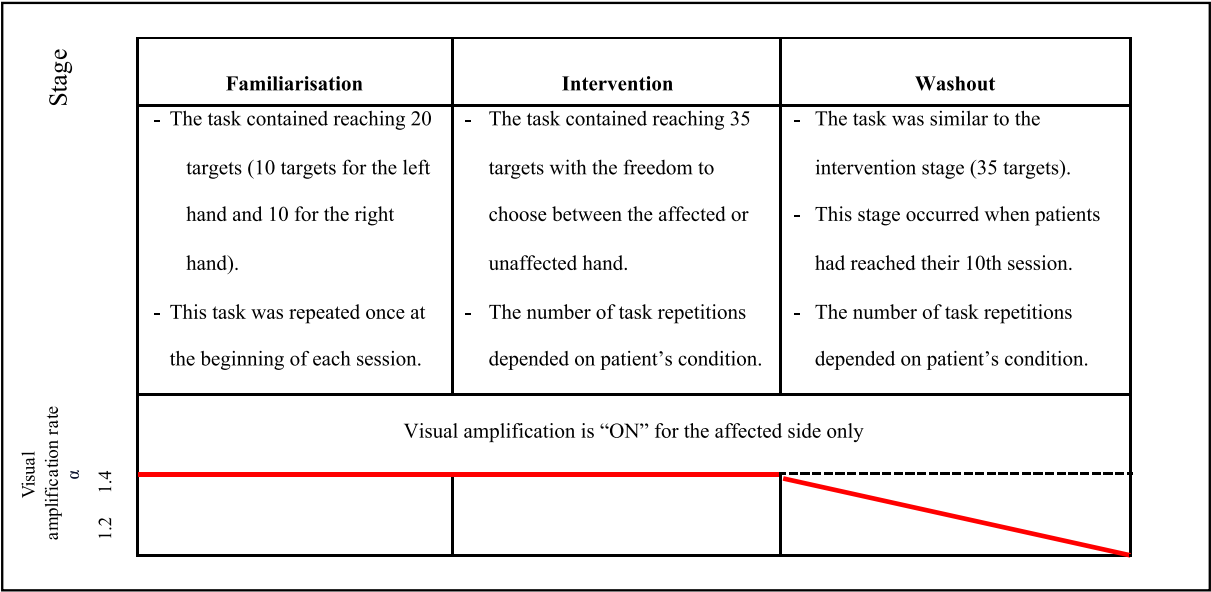 Stage
Familiarisation
Intervention
Washout
- The task contained reaching 20
targets (10 targets for the left
hand and 10 for the right
hand).
- This task was repeated once at
the beginning of each session.
- The task contained reaching 35
targets with the freedom to
choose between the affected or
unaffected hand.
- The number of task repetitions
depended on patient’s condition.
- The task was similar to the
intervention stage (35 targets).
- This stage occurred when patients
had reached their 10th session.
- The number of task repetitions
depended on patient’s condition.
Visual
amplification rate
α
1.4
1.2
Visual amplification is “ON” for the affected side only